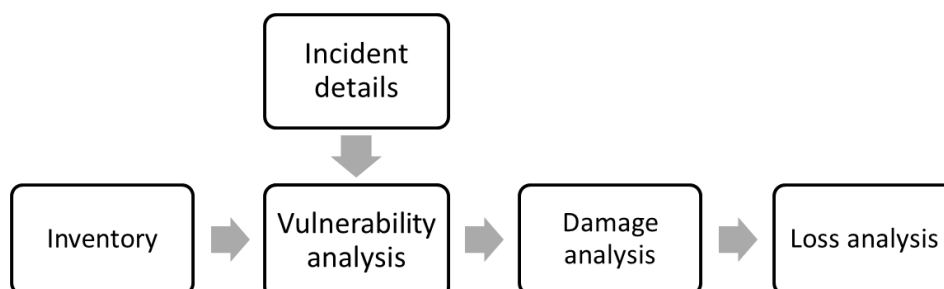 Incident
details
Inventory
Vulnerability
analysis
Damage
analysis
Loss analysis